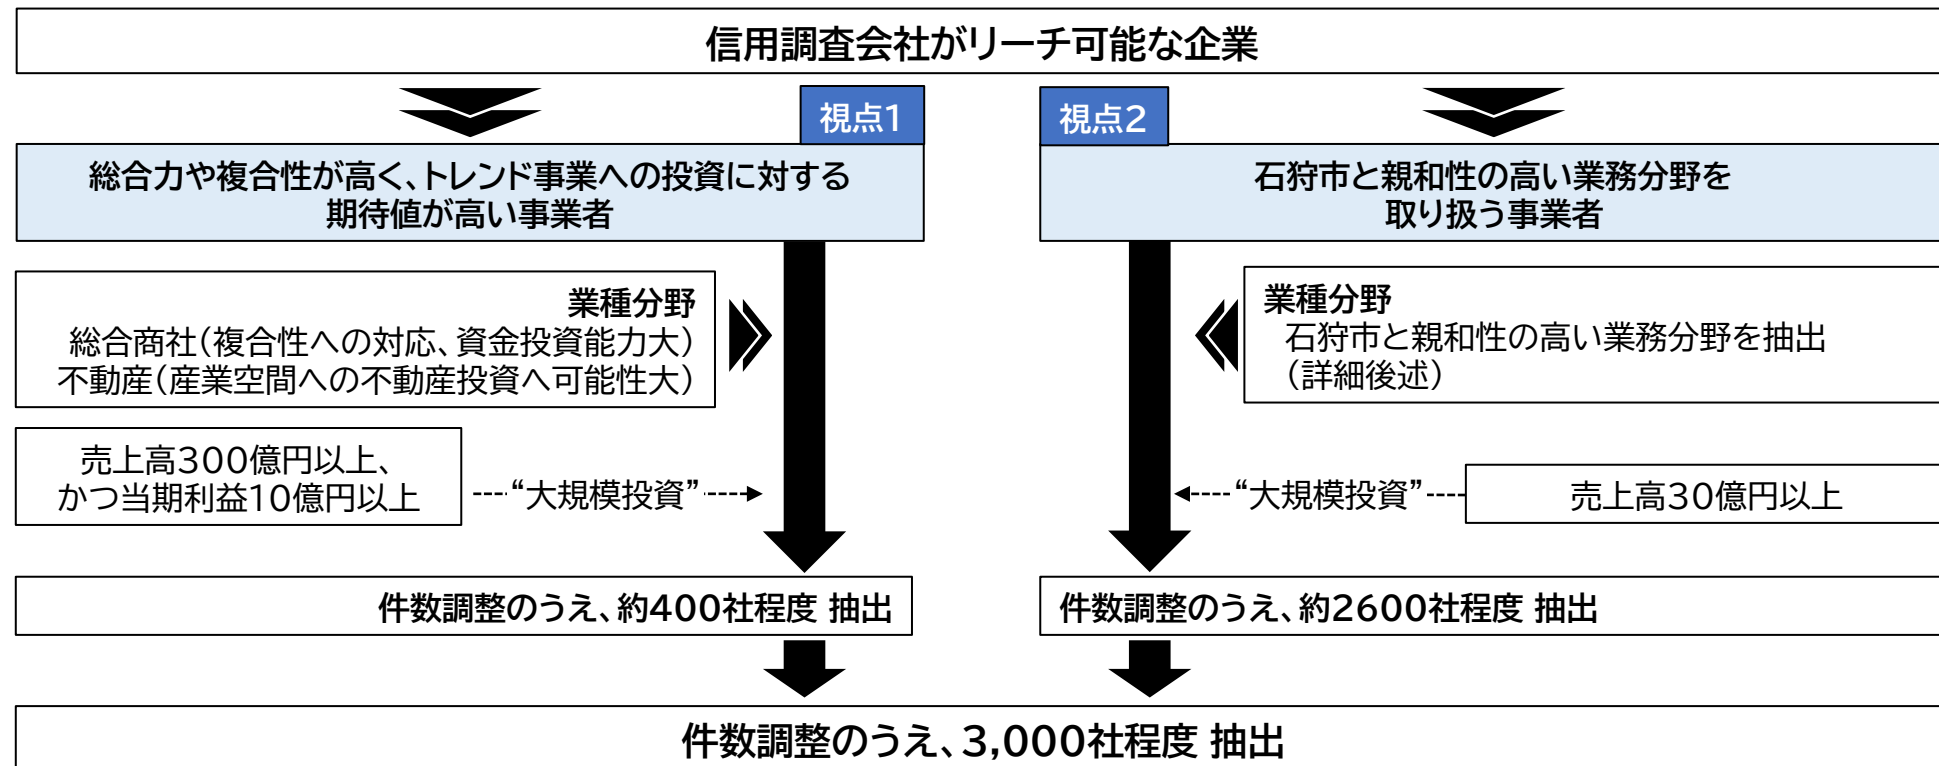 信用調査会社がリーチ可能な企業
視点1
総合力や複合性が高く、トレンド事業への投資に対する
期待値が高い事業者
業種分野
総合商社(複合性への対応、資金投資能力大)
不動産(産業空間への不動産投資へ可能性大)
売上高300億円以上、
かつ当期利益10億円以上
“大規模投資”
件数調整のうえ、約400社程度 抽出
視点2
石狩市と親和性の高い業務分野を
取り扱う事業者
業種分野
石狩市と親和性の高い業務分野を抽出
(詳細後述)
“大規模投資”
売上高30億円以上
件数調整のうえ、約2600社程度 抽出
件数調整のうえ、3,000社程度 抽出